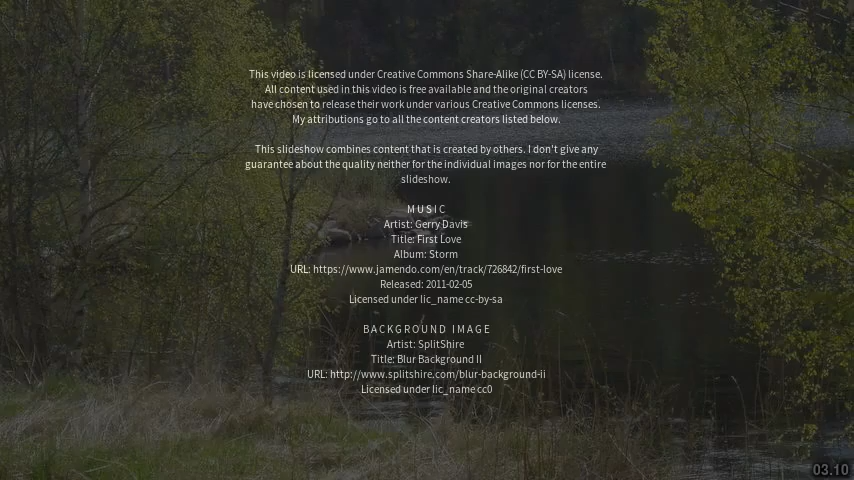 This video is licensed under Creative Commons Share-Alike (CC BY-SA) license.
All content used in this video is free available and the original creators
have chosen to release their work under various Creative Commons licenses.
My attributions go to all the content creators listed below.
This slideshow combines content that is created by others. I don't give any
guarantee about the quality neither for the individual images nor for the entire
slideshow.
MUSIC
Artist: Gerry Davis
Title: First Love
Album: Storm
URL: https://www.jamendo.com/en/track/726842/first-love
Released: 2011-02-05
Licensed under lic_name cc-by-sa
BACKGROUND IMAGE
Artist: SplitShire
Title: Blur Background II
URL: http://www.splitshire.com/blur-background-ii
Licensed under lic_name cc0
03.10